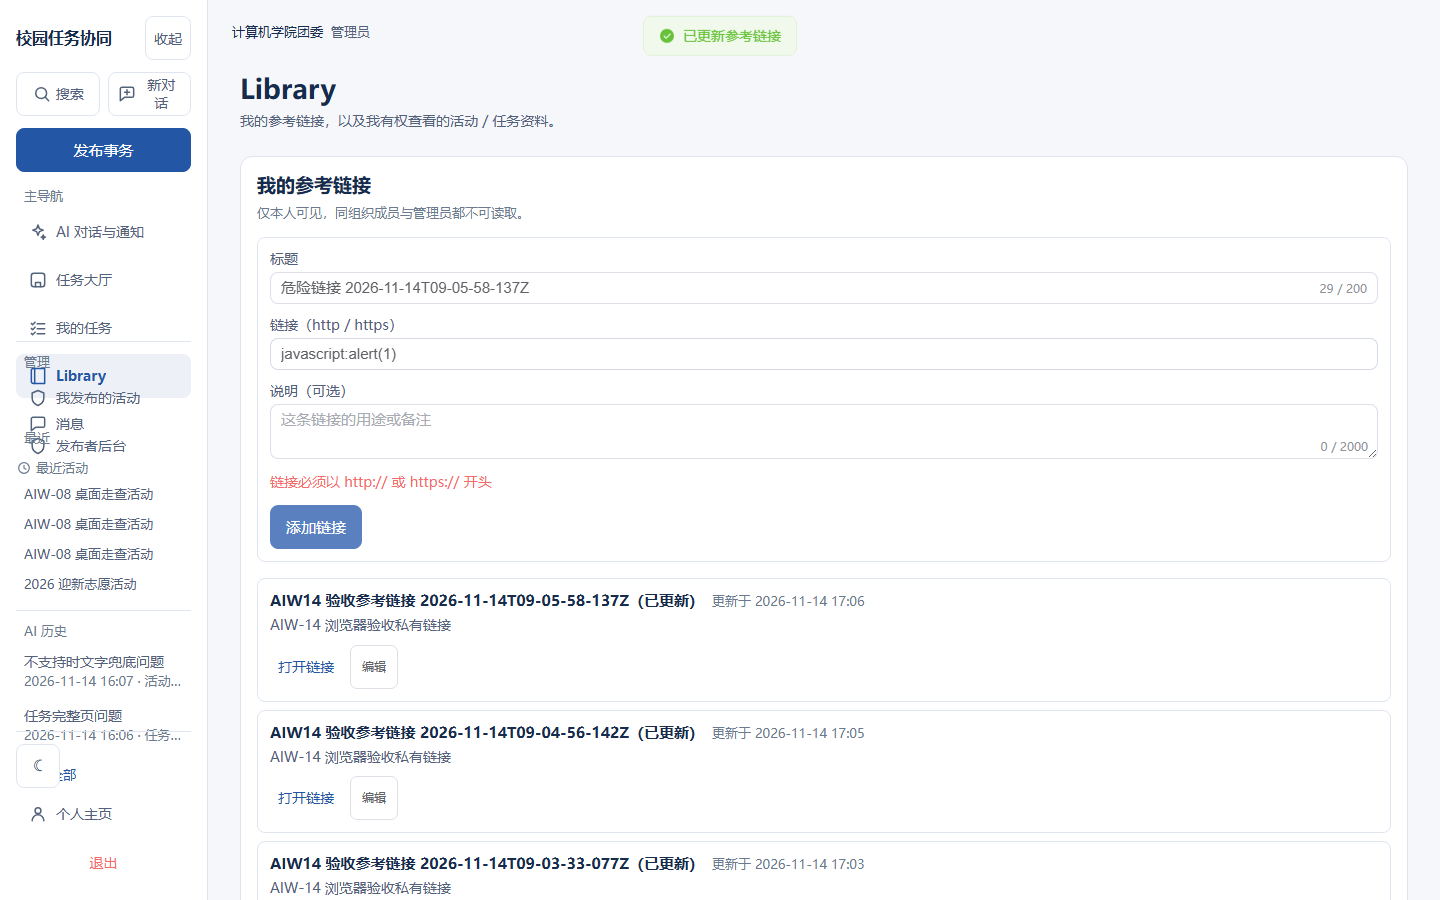 校园任务协同
收起
搜索
新对话
发布事务
主导航
AI 对话与通知
任务大厅
我的任务
管理
Library
我发布的活动
消息
最近
发布者后台
最近活动
AIW-08 桌面走查活动
AIW-08 桌面走查活动
AIW-08 桌面走查活动
2026 迎新志愿活动
AI 历史
不支持时文字兜底问题
2026-11-14 16:07 · 活动...
任务完整页问题
2026-11-14 16:06 · 任务...
全部
个人主页
退出
计算机学院团委 管理员
已更新参考链接
Library
我的参考链接，以及我有权查看的活动 / 任务资料。
我的参考链接
仅本人可见，同组织成员与管理员都不可读取。
标题
危险链接 2026-11-14T09-05-58-137Z
29 / 200
链接（http / https）
javascript:alert(1)
说明（可选）
这条链接的用途或备注
0 / 2000
链接必须以 http:// 或 https:// 开头
添加链接
AIW14 验收参考链接 2026-11-14T09-05-58-137Z（已更新） 更新于 2026-11-14 17:06
AIW-14 浏览器验收私有链接
打开链接 编辑
AIW14 验收参考链接 2026-11-14T09-04-56-142Z（已更新） 更新于 2026-11-14 17:05
AIW-14 浏览器验收私有链接
打开链接 编辑
AIW14 验收参考链接 2026-11-14T09-03-33-077Z（已更新） 更新于 2026-11-14 17:03
AIW-14 浏览器验收私有链接